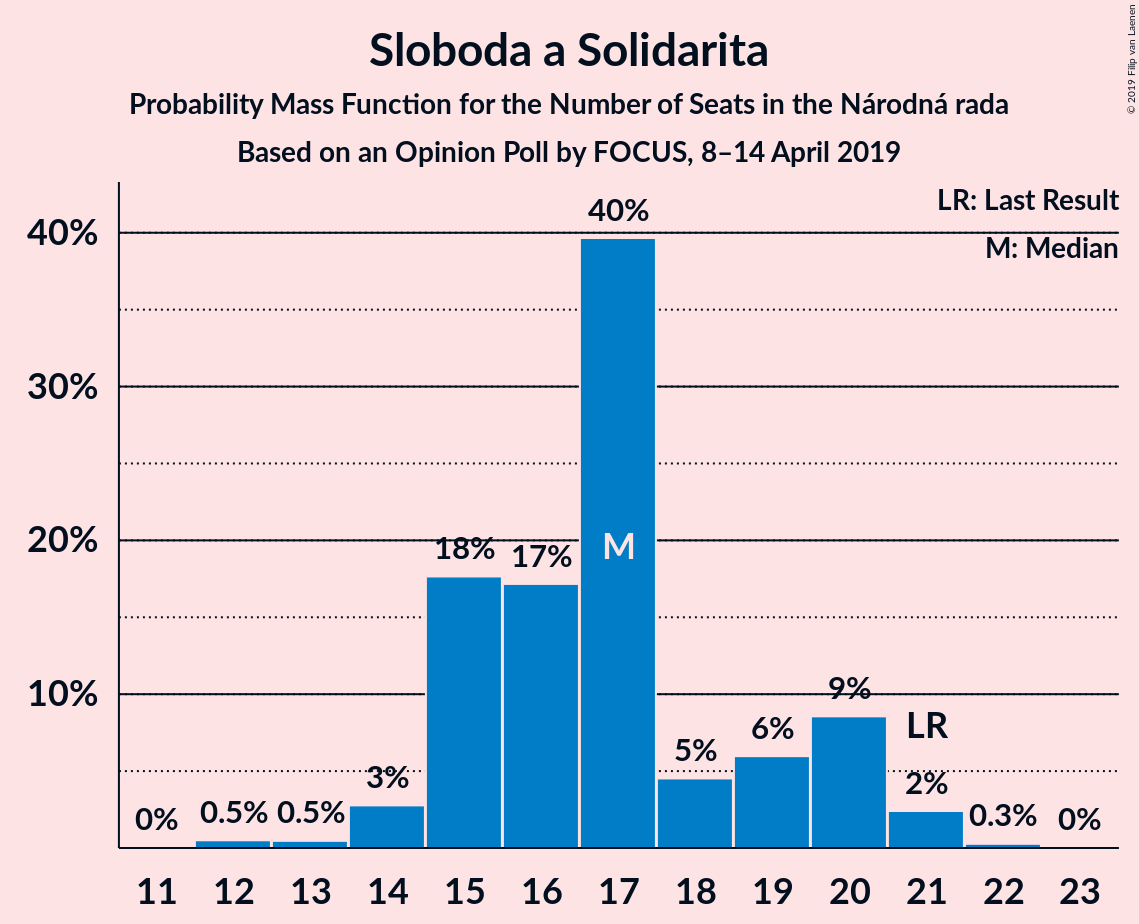 Sloboda a Solidarita
Probability Mass Function for the Number of Seats in the Národná rada
Based on an Opinion Poll by FOCUS, 8–14 April 2019
© 2019 Filip van Laenen
LR: Last Result
M: Median
40%
30%
20%
10%
0%
0.5%
0.5%
3%
18%
17%
40%
M
5%
6%
9%
LR
2%
0.3%
0%
11 12 13 14 15 16 17 18 19 20 21 22 23